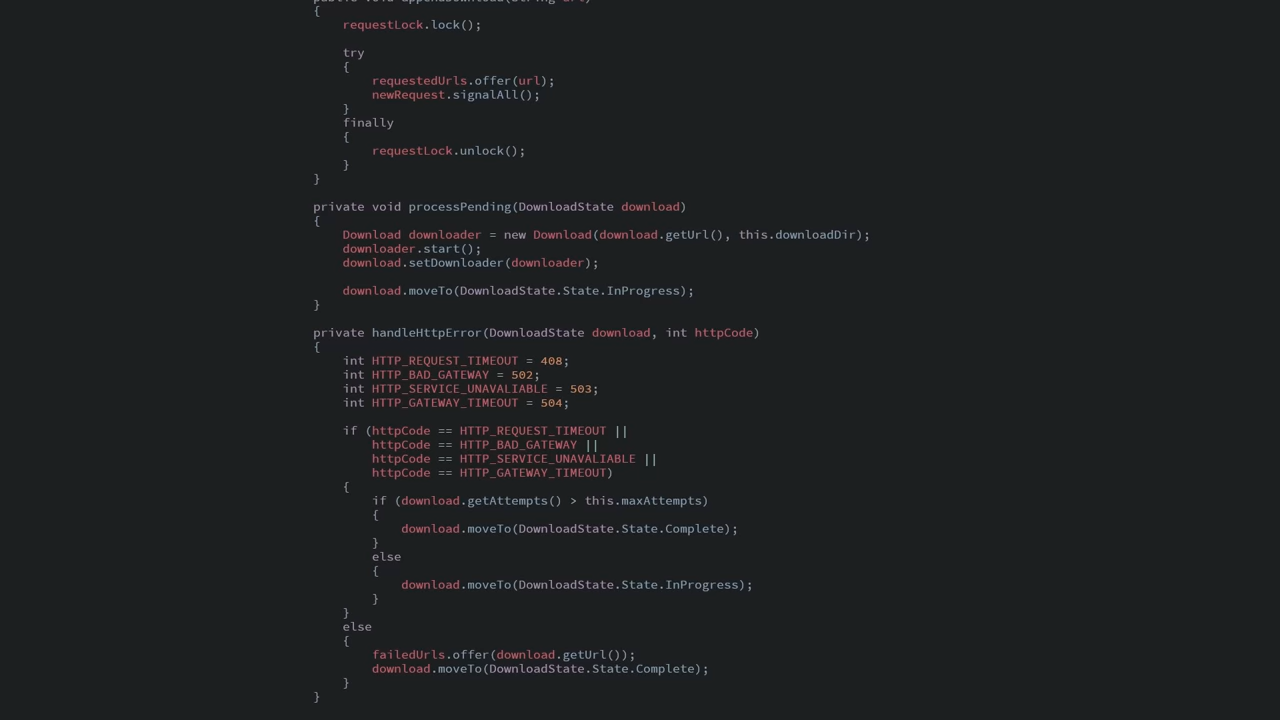 {
requestLock.lock();
try
{
requestedUrls.offer(url);
newRequest.signalAll();
}
finally
{
requestLock.unlock();
}
}
private void processPending(DownloadState download)
{
Download downloader = new Download(download.getUrl(), this.downloadDir);
downloader.start();
download.setDownloader(downloader);
download.moveTo(DownloadState.State.InProgress);
}
private handleHttpError(DownloadState download, int httpCode)
{
int HTTP_REQUEST_TIMEOUT = 408;
int HTTP_BAD_GATEWAY = 502;
int HTTP_SERVICE_UNAVALIABLE = 503;
int HTTP_GATEWAY_TIMEOUT = 504;
if (httpCode == HTTP_REQUEST_TIMEOUT ||
httpCode == HTTP_BAD_GATEWAY ||
httpCode == HTTP_SERVICE_UNAVALIABLE ||
httpCode == HTTP_GATEWAY_TIMEOUT)
{
if (download.getAttempts() > this.maxAttempts)
{
download.moveTo(DownloadState.State.Complete);
}
else
{
download.moveTo(DownloadState.State.InProgress);
}
}
else
{
failedUrls.offer(download.getUrl());
download.moveTo(DownloadState.State.Complete);
}
}